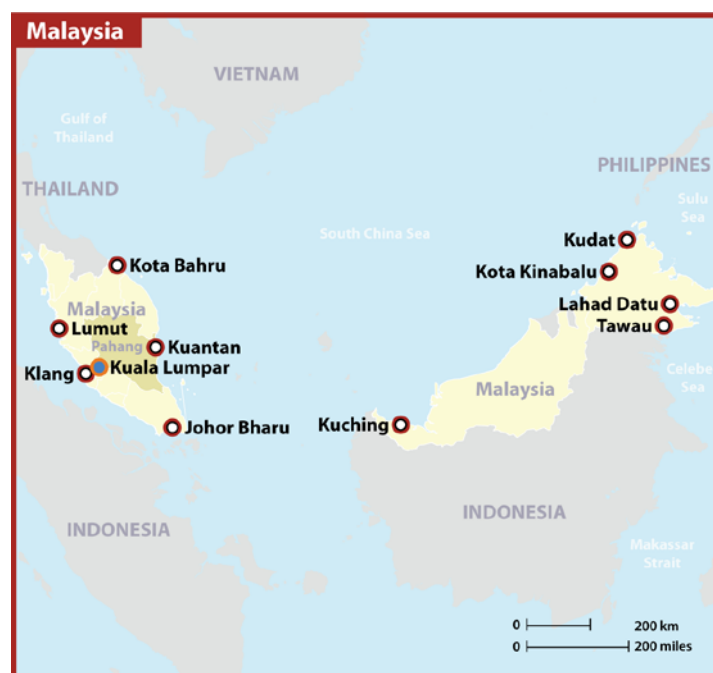 Malaysia
VIETNAM
Gulf of
Thailand
PHILIPPINES
THAILAND
Sulu
Sea
South China Sea
Kudat
Kota Bahru
Kota Kinabalu
Malaysia
Lahad Datu
Lumut
Tawau
Pahang
Kuantan
Kuala Lumpar
Klang
Celebe
Sea
Malaysia
Johor Bharu
Kuching
INDONESIA
INDONESIA
Makassar
Strait
0 200 km
0 200 miles